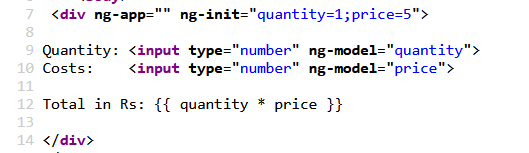 7 <div ng-app="" ng-init="quantity=1;price=5">
8
9 Quantity: <input type="number" ng-model="quantity">
10 Costs:    <input type="number" ng-model="price">
11
12 Total in Rs: {{ quantity * price }}
13
14 </div>